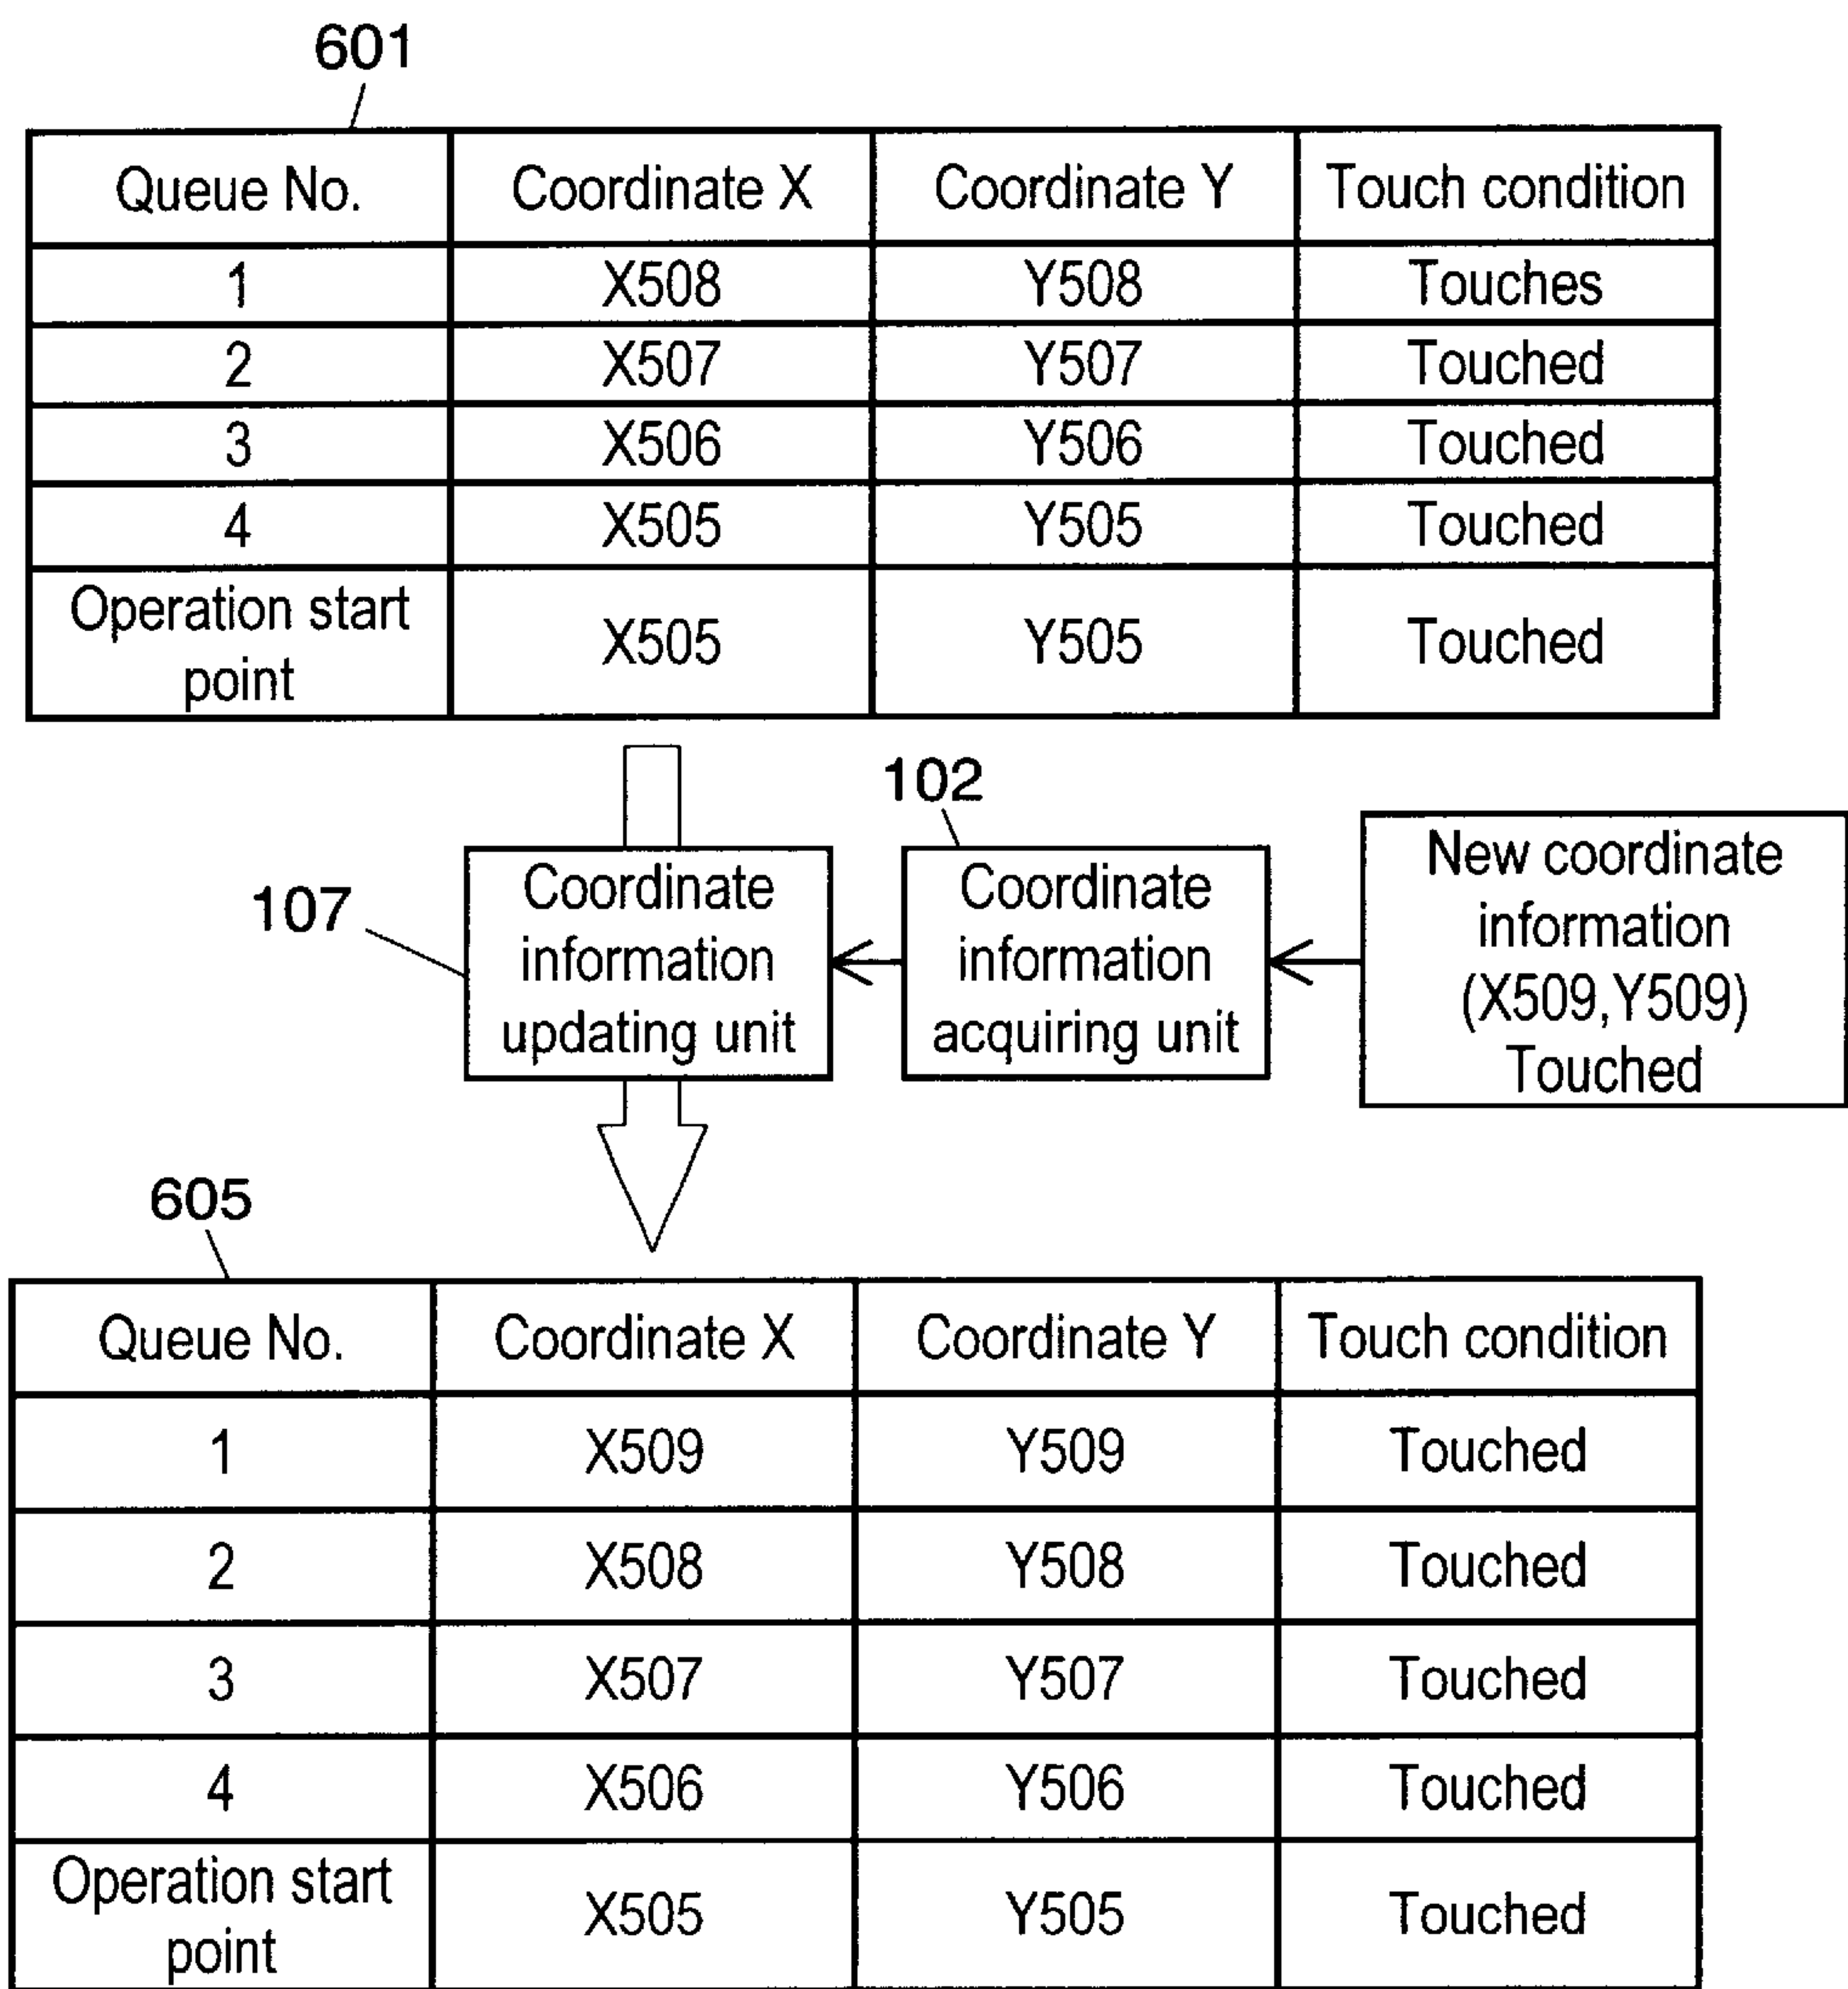 601
Queue No. Coordinate X Coordinate Y Touch condition
1 X508 Y508 Touches
2 X507 Y507 Touched
3 X506 Y506 Touched
4 X505 Y505 Touched
Operation start
point X505 Y505 Touched
102
107
Coordinate
information
updating unit
Coordinate
information
acquiring unit
New coordinate
information
(X509,Y509)
Touched
605
Queue No. Coordinate X Coordinate Y Touch condition
1 X509 Y509 Touched
2 X508 Y508 Touched
3 X507 Y507 Touched
4 X506 Y506 Touched
Operation start
point X505 Y505 Touched